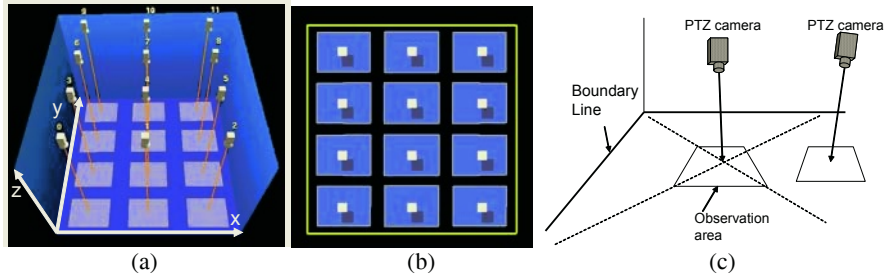 9 10 11
6 7 8
3 4 5
0 2
y
z
x
PTZ camera
PTZ camera
Boundary
Line
Observation
area
(a)
(b)
(c)